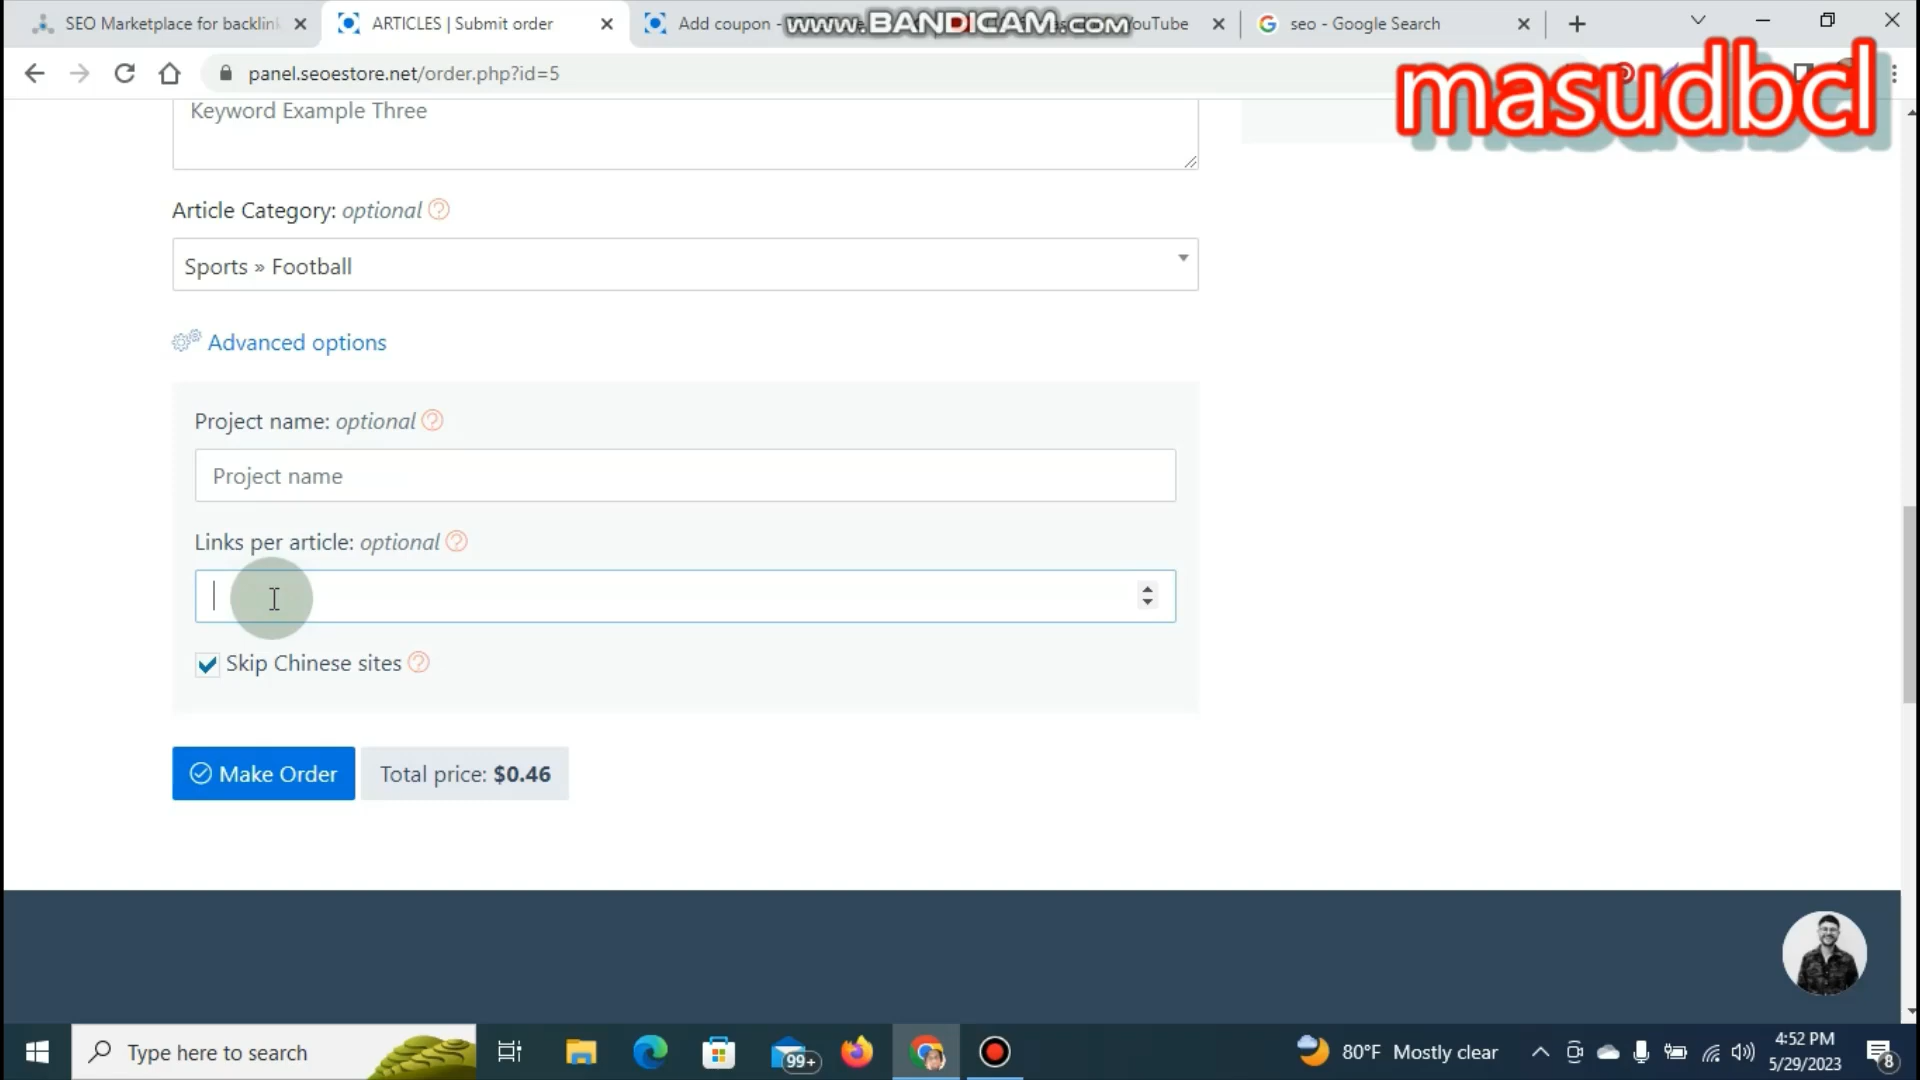 SEO Marketplace for backlink
ARTICLES | Submit order
Add coupon -
YouTube
seo - Google Search
www.BANDICAM.com
panel.seoestore.net/order.php?id=5
masudbcl
Keyword Example Three
Article Category: optional
Sports » Football
Advanced options
Project name: optional
Project name
Links per article: optional
Skip Chinese sites
Make Order
Total price: $0.46
Type here to search
99+
80°F Mostly clear
4:52 PM
5/29/2023
8